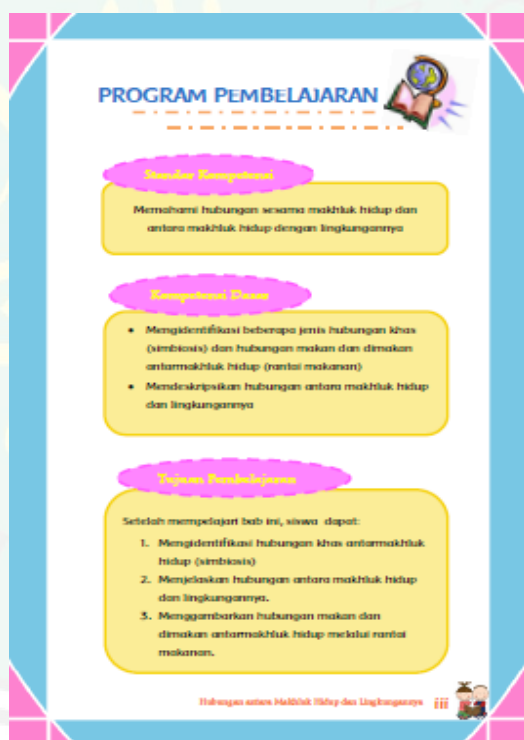 PROGRAM PEMBELAJARAN
Standar Kompetensi
Memahami hubungan sesama makhluk hidup dan
antara makhluk hidup dengan lingkungannya
Kompetensi Dasar
• Mengidentifikasi beberapa jenis hubungan khas
(simbiosis) dan hubungan makan dan dimakan
antarmakhluk hidup (rantai makanan)
• Mendeskripsikan hubungan antara makhluk hidup
dan lingkungannya
Tujuan Pembelajaran
Setelah mempelajari bab ini, siswa dapat:
1. Mengidentifikasi hubungan khas antarmakhluk
hidup (simbiosis)
2. Menjelaskan hubungan antara makhluk hidup
dan lingkungannya.
3. Menggambarkan hubungan makan dan
dimakan antarmakhluk hidup melalui rantai
makanan.
Hubungan antara Makhluk Hidup dan Lingkungannya iii